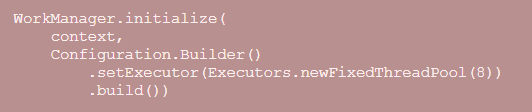 WorkManager.initialize(
    context,
    Configuration.Builder()
        .setExecutor(Executors.newFixedThreadPool(8))
        .build())